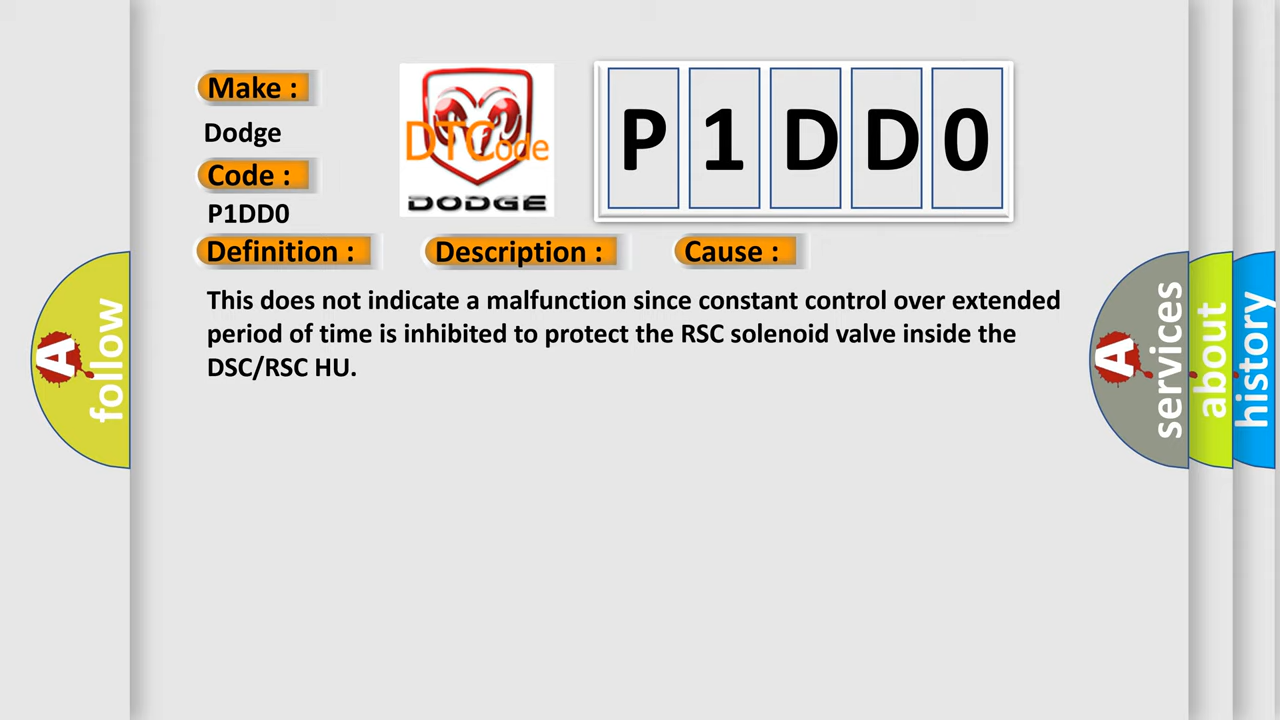 Make :
Dodge
Code :
P1DD0
DTCode
DODGE
P 1 D D 0
Definition :
Description :
Cause :
This does not indicate a malfunction since constant control over extended
period of time is inhibited to protect the RSC solenoid valve inside the
DSC/RSC HU.
A
follow
A
services
about
history